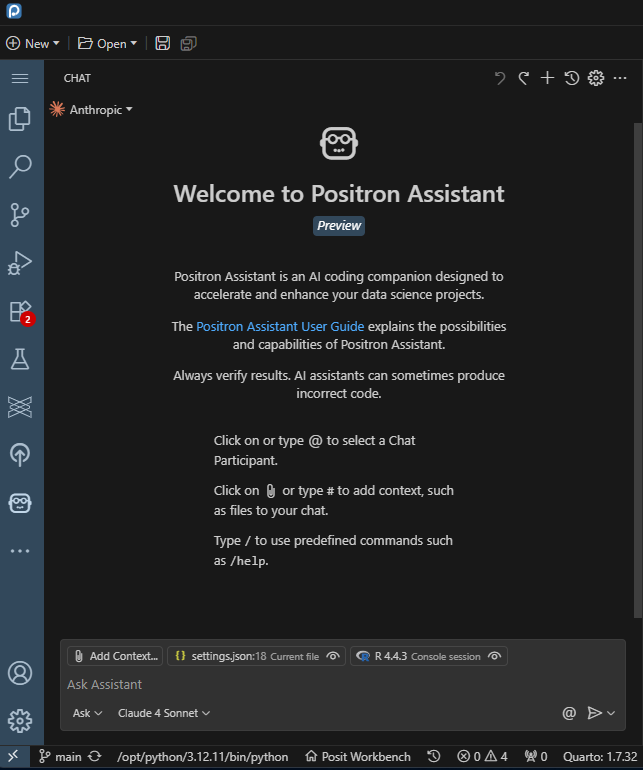 New
Open
CHAT
Anthropic
Welcome to Positron Assistant
Preview
Positron Assistant is an AI coding companion designed to
accelerate and enhance your data science projects.
The Positron Assistant User Guide explains the possibilities
and capabilities of Positron Assistant.
Always verify results. AI assistants can sometimes produce
incorrect code.
Click on or type @ to select a Chat
Participant.
Click on or type # to add context, such
as files to your chat.
Type / to use predefined commands such
as /help.
2
Add Context... {} settings.json:18 Current file R 4.4.3 Console session
Ask Assistant
Ask Claude 4 Sonnet @
main /opt/python/3.12.11/bin/python Posit Workbench 0 4 0 Quarto: 1.7.32